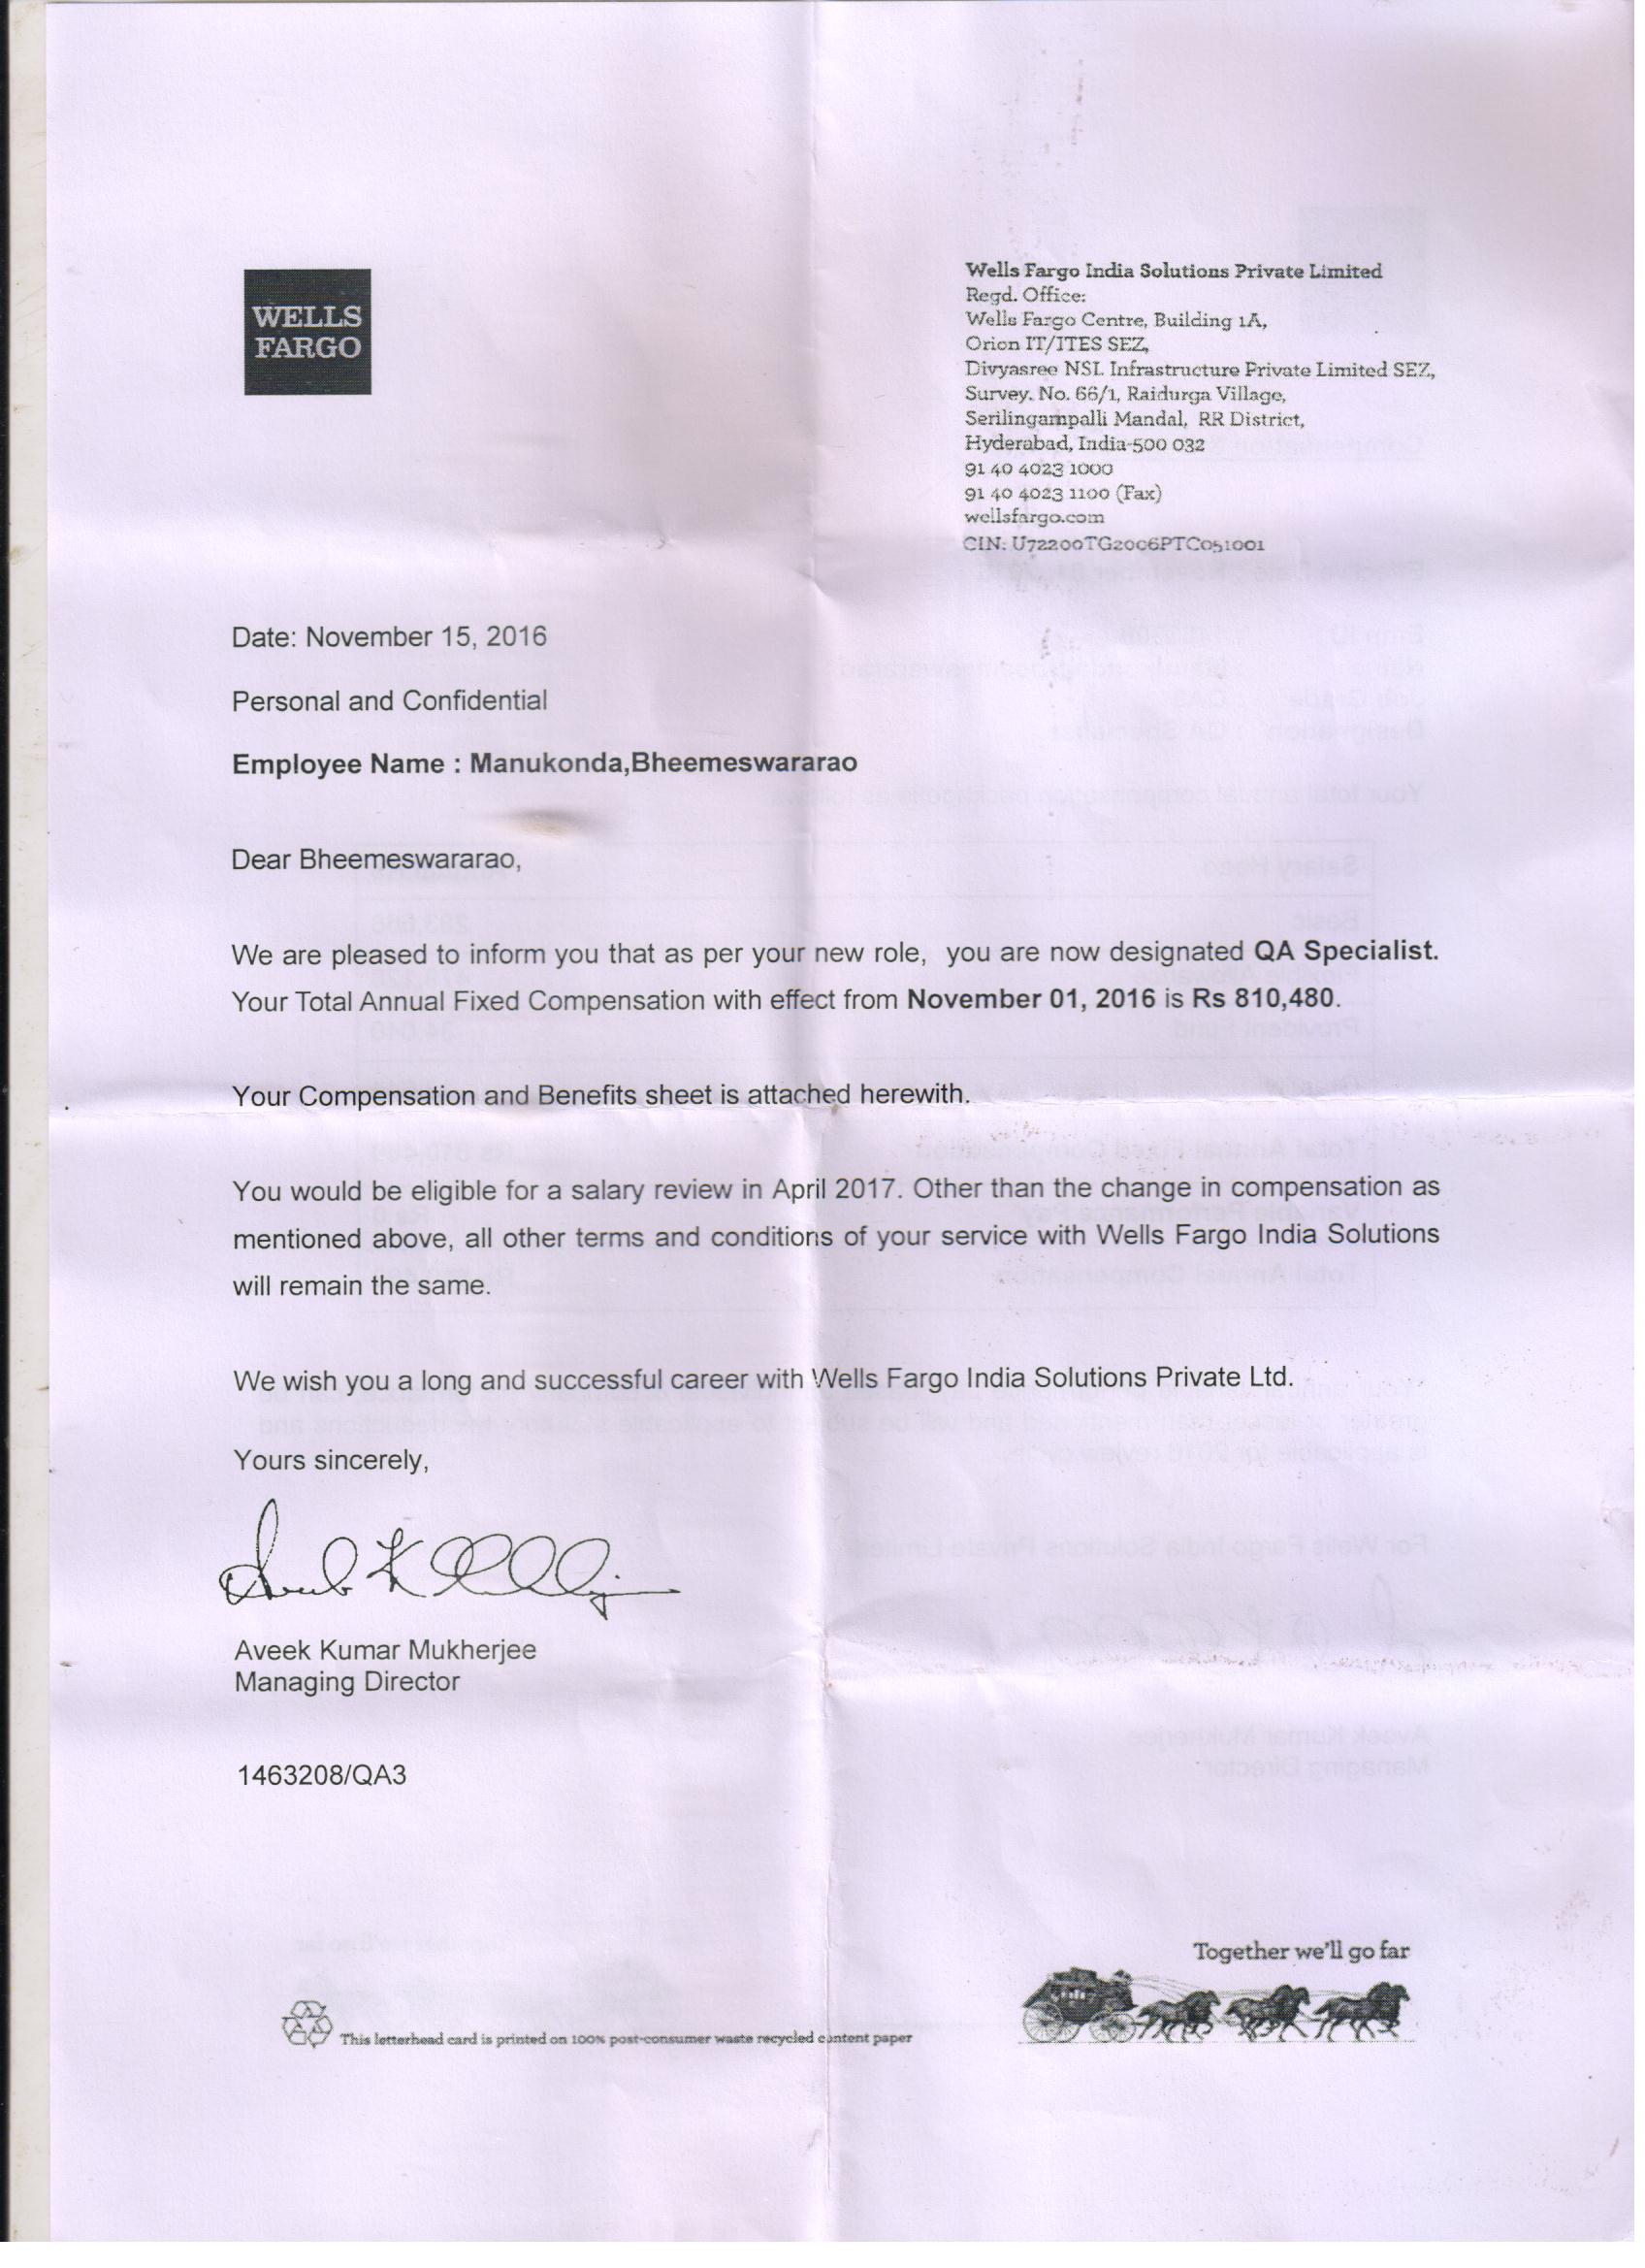 WELLS
FARGO
Wells Fargo India Solutions Private Limited
Regd. Office:
Wells Fargo Centre, Building 1A,
Orion IT/ITES SEZ,
Divyasree NSL Infrastructure Private Limited SEZ,
Survey. No. 66/1, Raidurga Village,
Serilingampalli Mandal, RR District,
Hyderabad, India-500 032
91 40 4023 1000
91 40 4023 1100 (Fax)
wellsfargo.com
CIN: U72200TG2006PTC051001
Date: November 15, 2016
Personal and Confidential
Employee Name : Manukonda,Bheemeswararao
Dear Bheemeswararao,
We are pleased to inform you that as per your new role, you are now designated QA Specialist.
Your Total Annual Fixed Compensation with effect from November 01, 2016 is Rs 810,480.
Your Compensation and Benefits sheet is attached herewith.
You would be eligible for a salary review in April 2017. Other than the change in compensation as
mentioned above, all other terms and conditions of your service with Wells Fargo India Solutions
will remain the same.
We wish you a long and successful career with Wells Fargo India Solutions Private Ltd.
Yours sincerely,
Aveek Kumar Mukherjee
Managing Director
1463208/QA3
Together we'll go far
This letterhead card is printed on 100% post-consumer waste recycled content paper